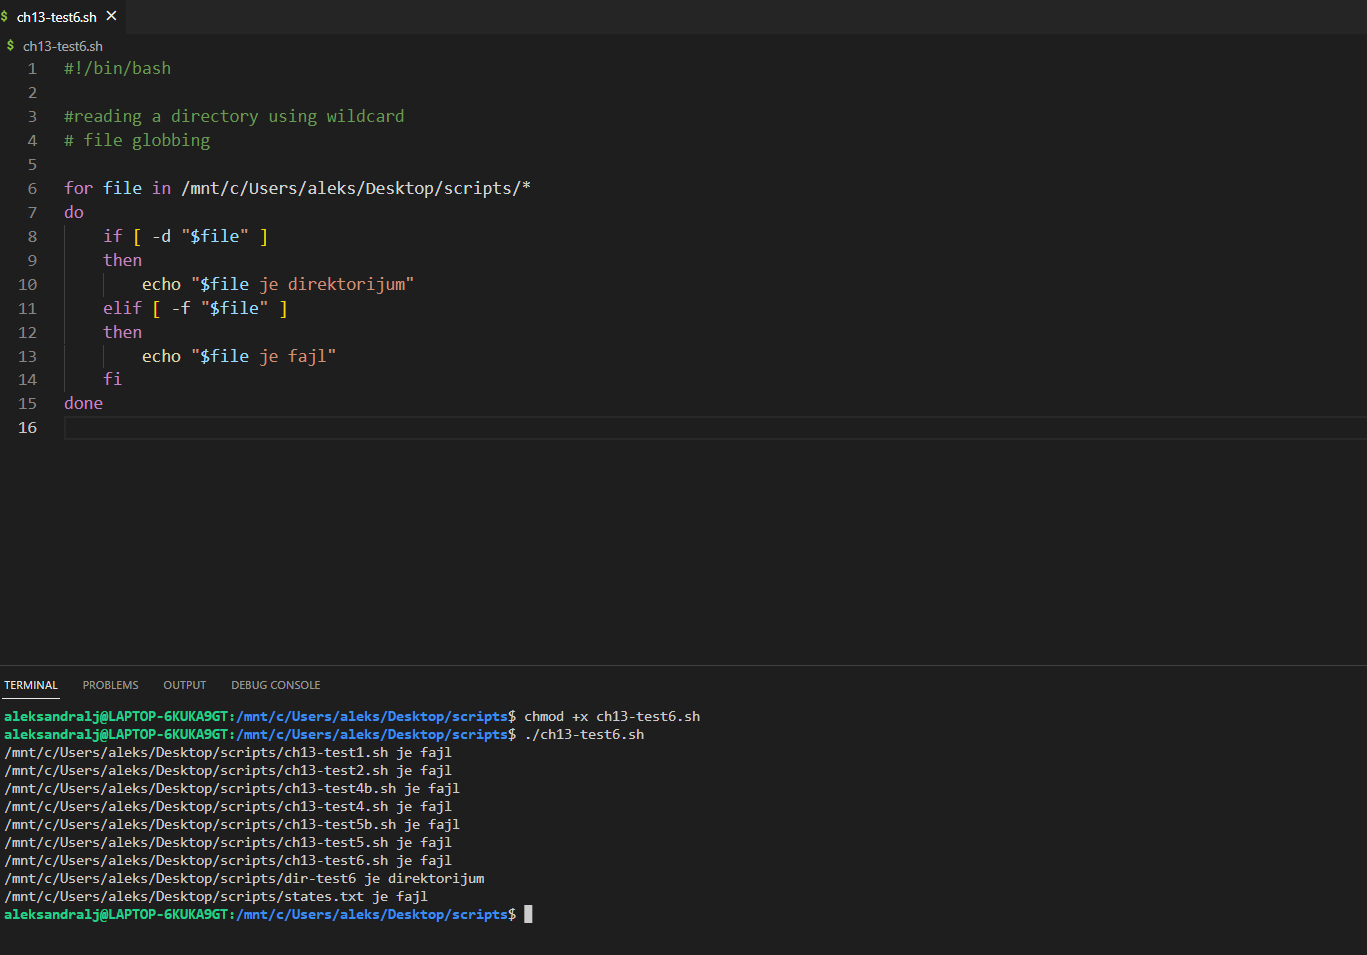 $ ch13-test6.sh ✕
$ ch13-test6.sh
1 #!/bin/bash
2
3 #reading a directory using wildcard
4 # file globbing
5
6 for file in /mnt/c/Users/aleks/Desktop/scripts/*
7 do
8     if [ -d "$file" ]
9     then
10         echo "$file je direktorijum"
11     elif [ -f "$file" ]
12     then
13         echo "$file je fajl"
14     fi
15 done
16
TERMINAL PROBLEMS OUTPUT DEBUG CONSOLE
aleksandralj@LAPTOP-6KUKA9GT:/mnt/c/Users/aleks/Desktop/scripts$ chmod +x ch13-test6.sh
aleksandralj@LAPTOP-6KUKA9GT:/mnt/c/Users/aleks/Desktop/scripts$ ./ch13-test6.sh
/mnt/c/Users/aleks/Desktop/scripts/ch13-test1.sh je fajl
/mnt/c/Users/aleks/Desktop/scripts/ch13-test2.sh je fajl
/mnt/c/Users/aleks/Desktop/scripts/ch13-test4b.sh je fajl
/mnt/c/Users/aleks/Desktop/scripts/ch13-test4.sh je fajl
/mnt/c/Users/aleks/Desktop/scripts/ch13-test5b.sh je fajl
/mnt/c/Users/aleks/Desktop/scripts/ch13-test5.sh je fajl
/mnt/c/Users/aleks/Desktop/scripts/ch13-test6.sh je fajl
/mnt/c/Users/aleks/Desktop/scripts/dir-test6 je direktorijum
/mnt/c/Users/aleks/Desktop/scripts/states.txt je fajl
aleksandralj@LAPTOP-6KUKA9GT:/mnt/c/Users/aleks/Desktop/scripts$